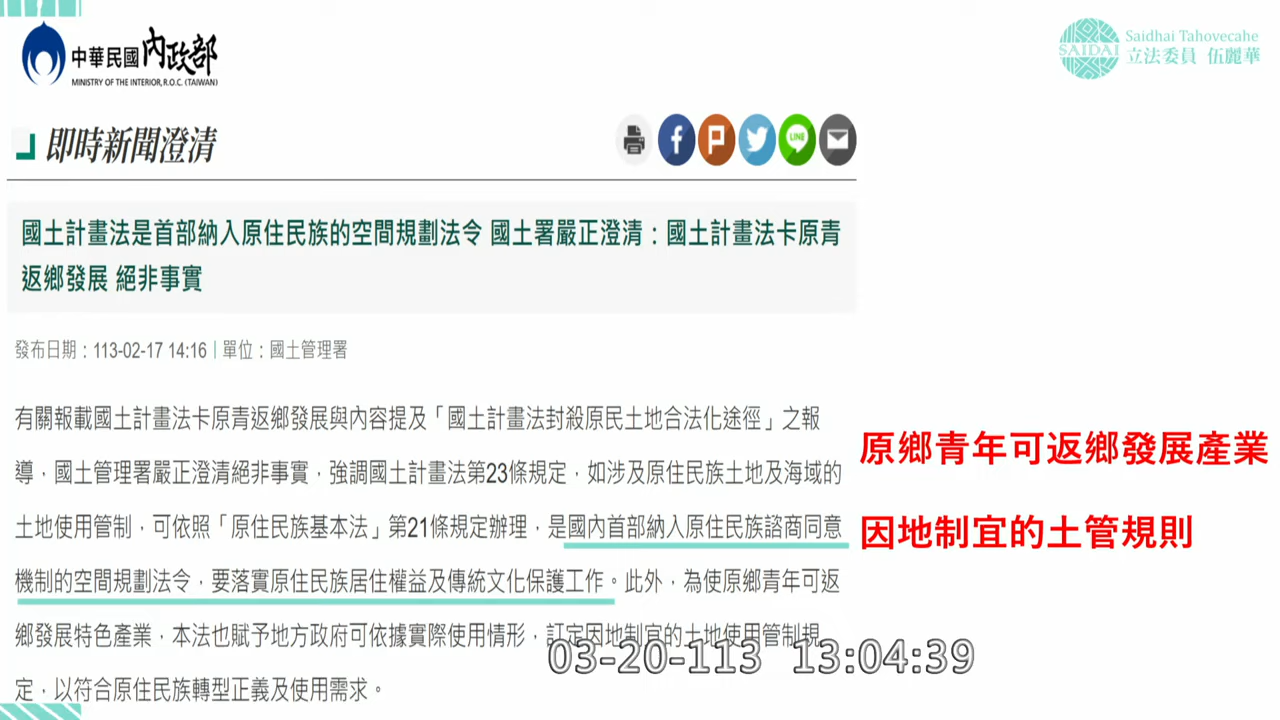 中華民國內政部
MINISTRY OF THE INTERIOR, R.O.C. (TAIWAN)
SAIDAI
Saidhai Tahovecahe
立法委員 伍麗華
即時新聞澄清
LINE
國土計畫法是首部納入原住民族的空間規劃法令 國土署嚴正澄清：國土計畫法卡原青
返鄉發展 絕非事實
發布日期：113-02-17 14:16 | 單位：國土管理署
有關報載國土計畫法卡原青返鄉發展與內容提及「國土計畫法封殺原民土地合法化途徑」之報
導，國土管理署嚴正澄清絕非事實，強調國土計畫法第23條規定，如涉及原住民族土地及海域的
土地使用管制，可依照「原住民族基本法」第21條規定辦理，是國內首部納入原住民族諮商同意
機制的空間規劃法令，要落實原住民族居住權益及傳統文化保護工作。此外，為使原鄉青年可返
鄉發展特色產業，本法也賦予地方政府可依據實際使用情形，訂定因地制宜的土地使用管制規
定，以符合原住民族轉型正義及使用需求。
原鄉青年可返鄉發展產業
因地制宜的土管規則
03-20-113 13:04:39